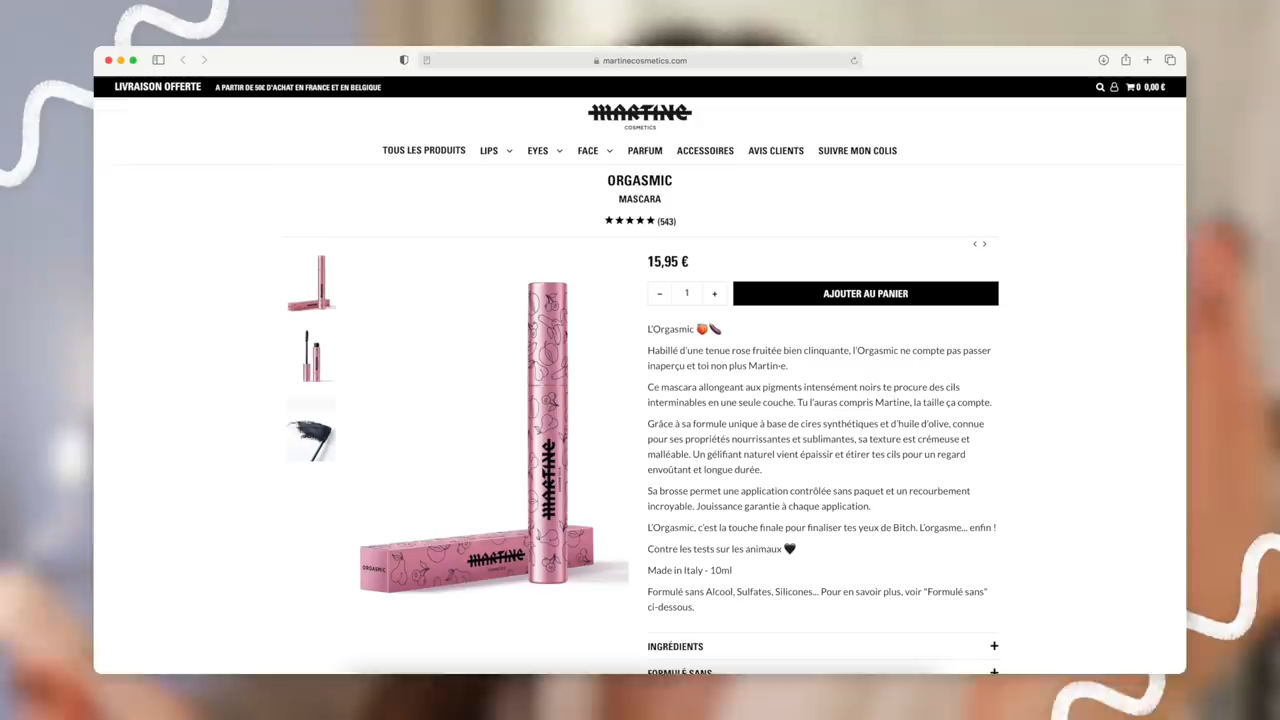 martinecosmetics.com
LIVRAISON OFFERTE A PARTIR DE 50€ D'ACHAT EN FRANCE ET EN BELGIQUE
0 0,00 €
MARTINE
COSMETICS
TOUS LES PRODUITS LIPS EYES FACE PARFUM ACCESSOIRES AVIS CLIENTS SUIVRE MON COLIS
ORGASMIC
MASCARA
★★★★★ (543)
15,95 €
- 1 + AJOUTER AU PANIER
L'Orgasmic 🍑🍆
Habillé d'une tenue rose fruitée bien clinquante, l'Orgasmic ne compte pas passer
inaperçu et toi non plus Martin·e.
Ce mascara allongeant aux pigments intensément noirs te procure des cils
interminables en une seule couche. Tu l'auras compris Martine, la taille ça compte.
Grâce à sa formule unique à base de cires synthétiques et d'huile d'olive, connue
pour ses propriétés nourrissantes et sublimantes, sa texture est crémeuse et
malléable. Un gélifiant naturel vient épaissir et étirer tes cils pour un regard
envoûtant et longue durée.
Sa brosse permet une application contrôlée sans paquet et un recourbement
incroyable. Jouissance garantie à chaque application.
L'Orgasmic, c'est la touche finale pour finaliser tes yeux de Bitch. L'orgasme... enfin !
Contre les tests sur les animaux 🖤
Made in Italy - 10ml
Formulé sans Alcool, Sulfates, Silicones... Pour en savoir plus, voir "Formulé sans"
ci-dessous.
INGRÉDIENTS +
FORMULÉ SANS +
MARTINE
ORGASMIC
MARTINE